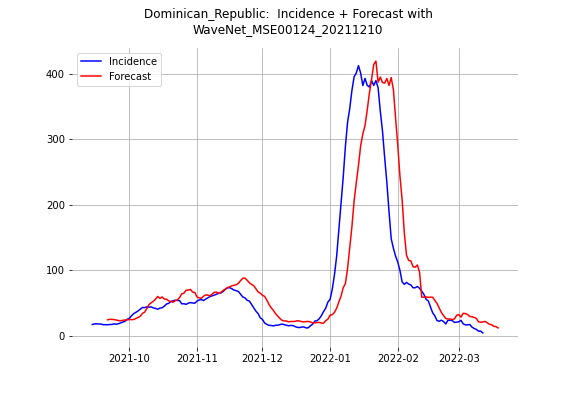 Dominican_Republic:  Incidence + Forecast with
WaveNet_MSE00124_20211210
Incidence
Forecast
400
300
200
100
0
2021-10
2021-11
2021-12
2022-01
2022-02
2022-03